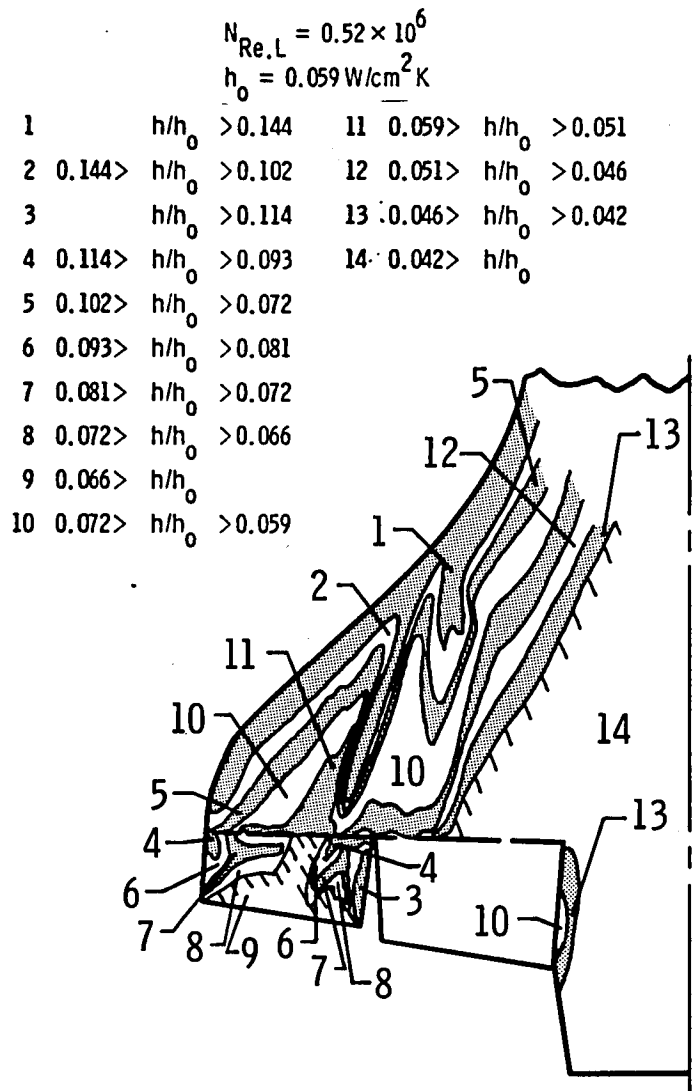 N_Re,L = 0.52 × 10^6
h_o = 0.059 W/cm^2 K
1 h/h_o >0.144
2 0.144> h/h_o >0.102
3 h/h_o >0.114
4 0.114> h/h_o >0.093
5 0.102> h/h_o >0.072
6 0.093> h/h_o >0.081
7 0.081> h/h_o >0.072
8 0.072> h/h_o >0.066
9 0.066> h/h_o
10 0.072> h/h_o >0.059
11 0.059> h/h_o >0.051
12 0.051> h/h_o >0.046
13 0.046> h/h_o >0.042
14 0.042> h/h_o
5
13
12
1
2
11
10
14
10
5
13
4
4
6
3
10
7
8
9
6
7
8